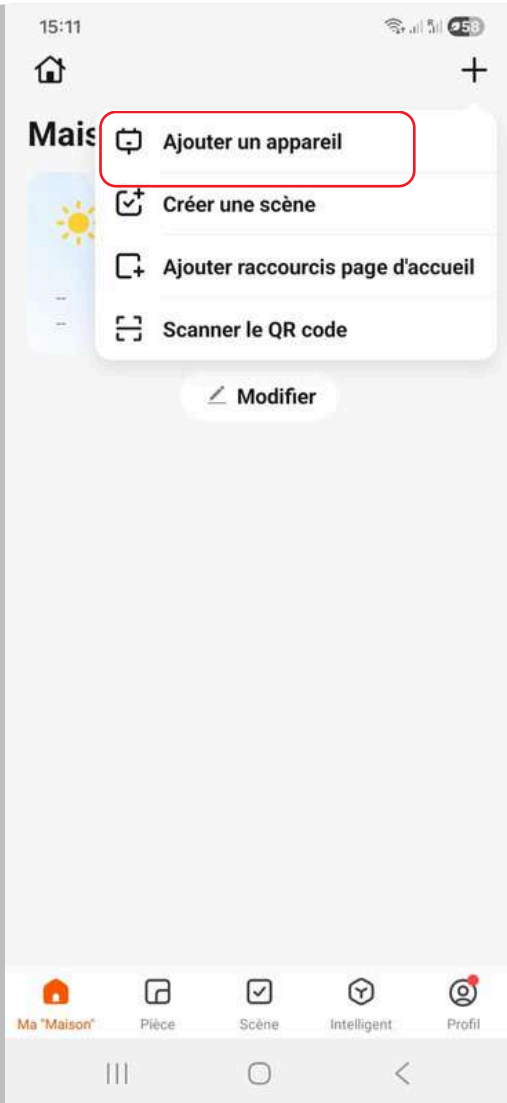 15:11
58
Mais
Ajouter un appareil
Créer une scène
Ajouter raccourcis page d'accueil
--
--
Scanner le QR code
Modifier
Ma "Maison"
Pièce
Scène
Intelligent
Profil